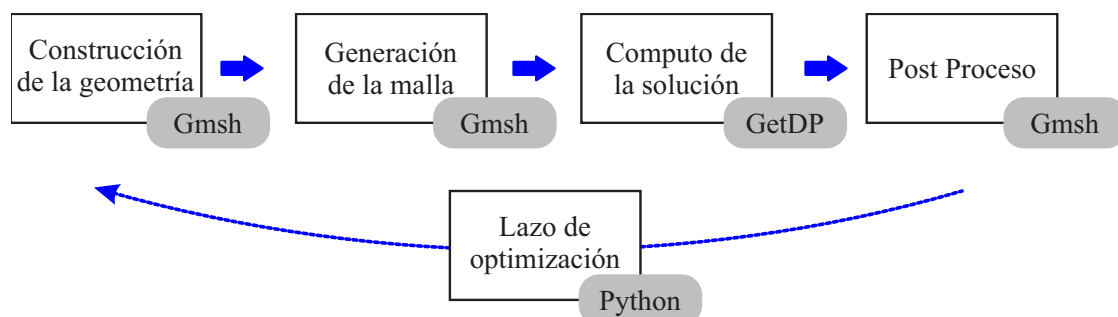 Construcción
de la geometría
Gmsh
Generación
de la malla
Gmsh
Computo de
la solución
GetDP
Post Proceso
Gmsh
Lazo de
optimización
Python